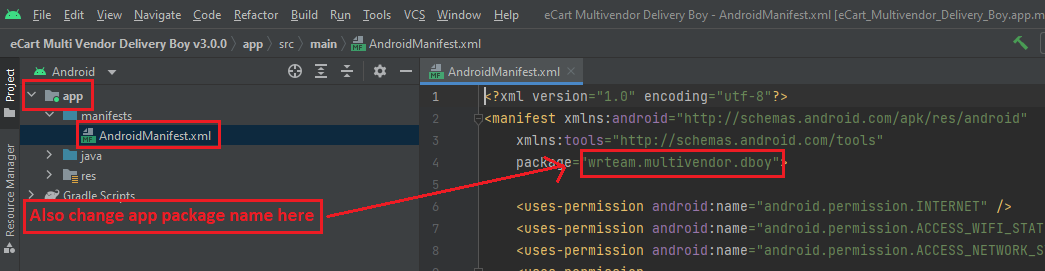 File Edit View Navigate Code Refactor Build Run Tools VCS Window Help eCart Multivendor Delivery Boy - AndroidManifest.xml [eCart_Multivendor_Delivery_Boy.app.m
eCart Multi Vendor Delivery Boy v3.0.0 app src main AndroidManifest.xml
Project
Resource Manager
Android
app
manifests
AndroidManifest.xml
java
res
Gradle Scripts
Also change app package name here
AndroidManifest.xml
1 <?xml version="1.0" encoding="utf-8"?>
2 <manifest xmlns:android="http://schemas.android.com/apk/res/android"
3 xmlns:tools="http://schemas.android.com/tools"
4 package="wrteam.multivendor.dboy">
5
6 <uses-permission android:name="android.permission.INTERNET" />
7 <uses-permission android:name="android.permission.ACCESS_WIFI_STAT
8 <uses-permission android:name="android.permission.ACCESS_NETWORK_S
9 <uses-permission